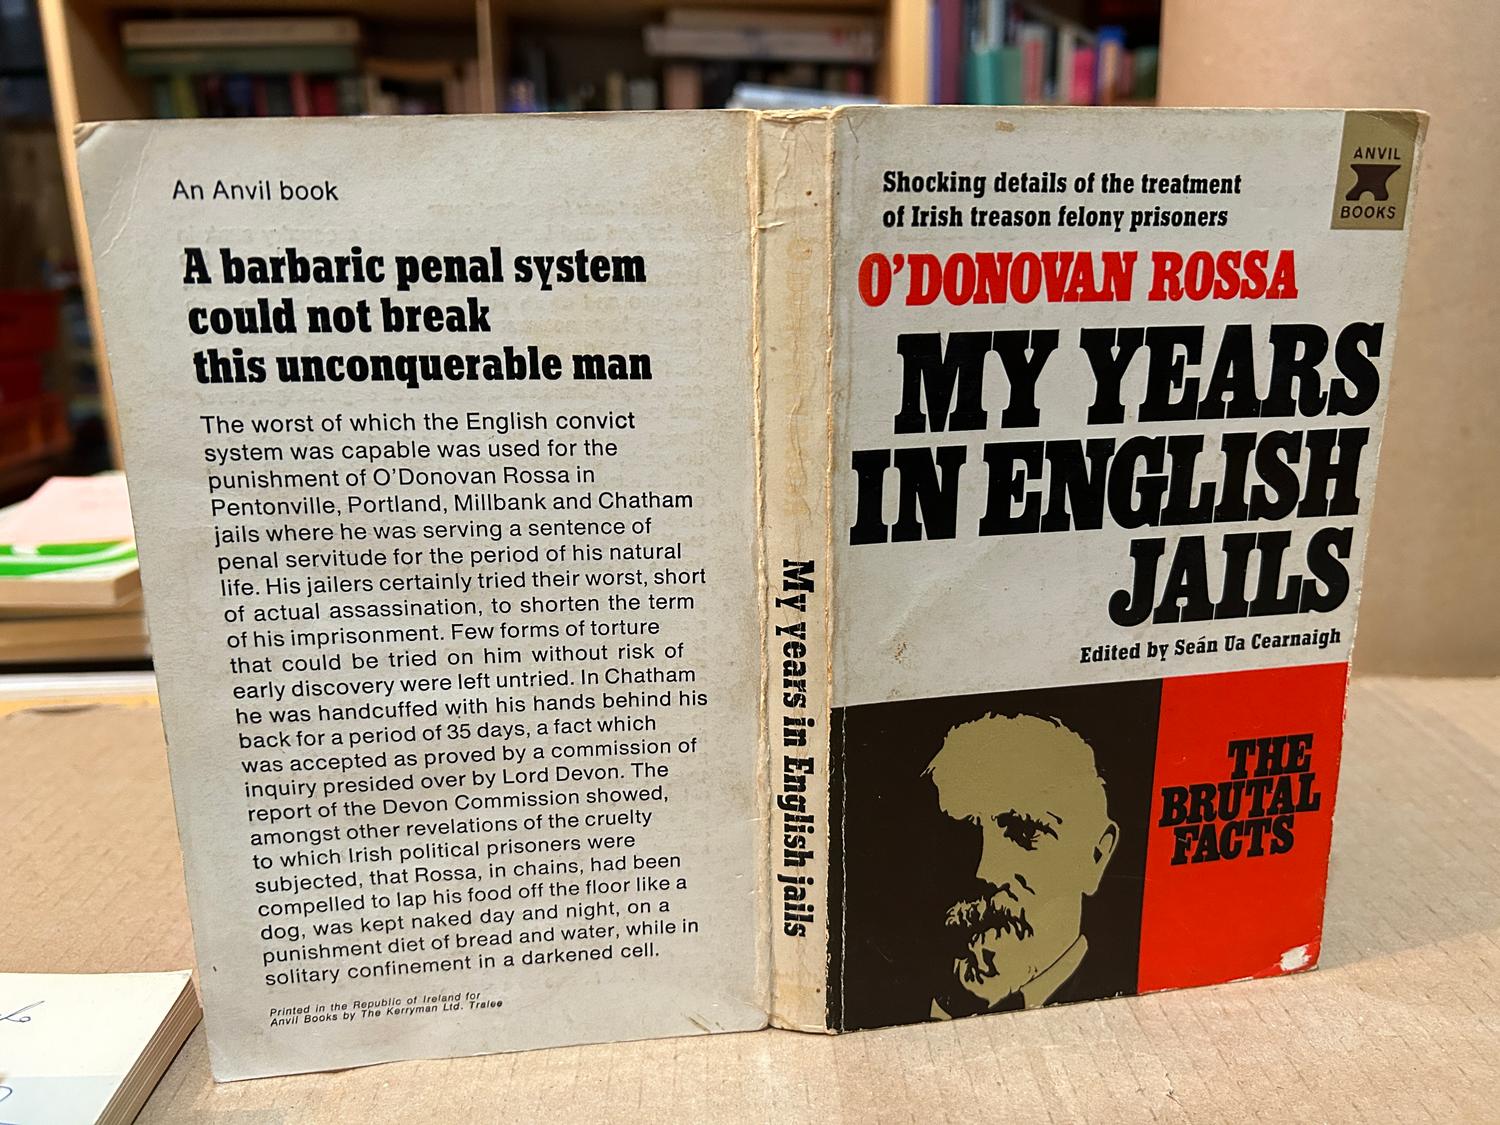 An Anvil book
A barbaric penal system
could not break
this unconquerable man
The worst of which the English convict
system was capable was used for the
punishment of O'Donovan Rossa in
Pentonville, Portland, Millbank and Chatham
jails where he was serving a sentence of
penal servitude for the period of his natural
life. His jailers certainly tried their worst, short
of actual assassination, to shorten the term
of his imprisonment. Few forms of torture
that could be tried on him without risk of
early discovery were left untried. In Chatham
he was handcuffed with his hands behind his
back for a period of 35 days, a fact which
was accepted as proved by a commission of
inquiry presided over by Lord Devon. The
report of the Devon Commission showed,
amongst other revelations of the cruelty
to which Irish political prisoners were
subjected, that Rossa, in chains, had been
compelled to lap his food off the floor like a
dog, was kept naked day and night, on a
punishment diet of bread and water, while in
solitary confinement in a darkened cell.
Printed in the Republic of Ireland for
Anvil Books by The Kerryman Ltd. Tralee
My years in English jails
ANVIL
BOOKS
Shocking details of the treatment
of Irish treason felony prisoners
O'DONOVAN ROSSA
MY YEARS
IN ENGLISH
JAILS
Edited by Seán Ua Cearnaigh
THE
BRUTAL
FACTS